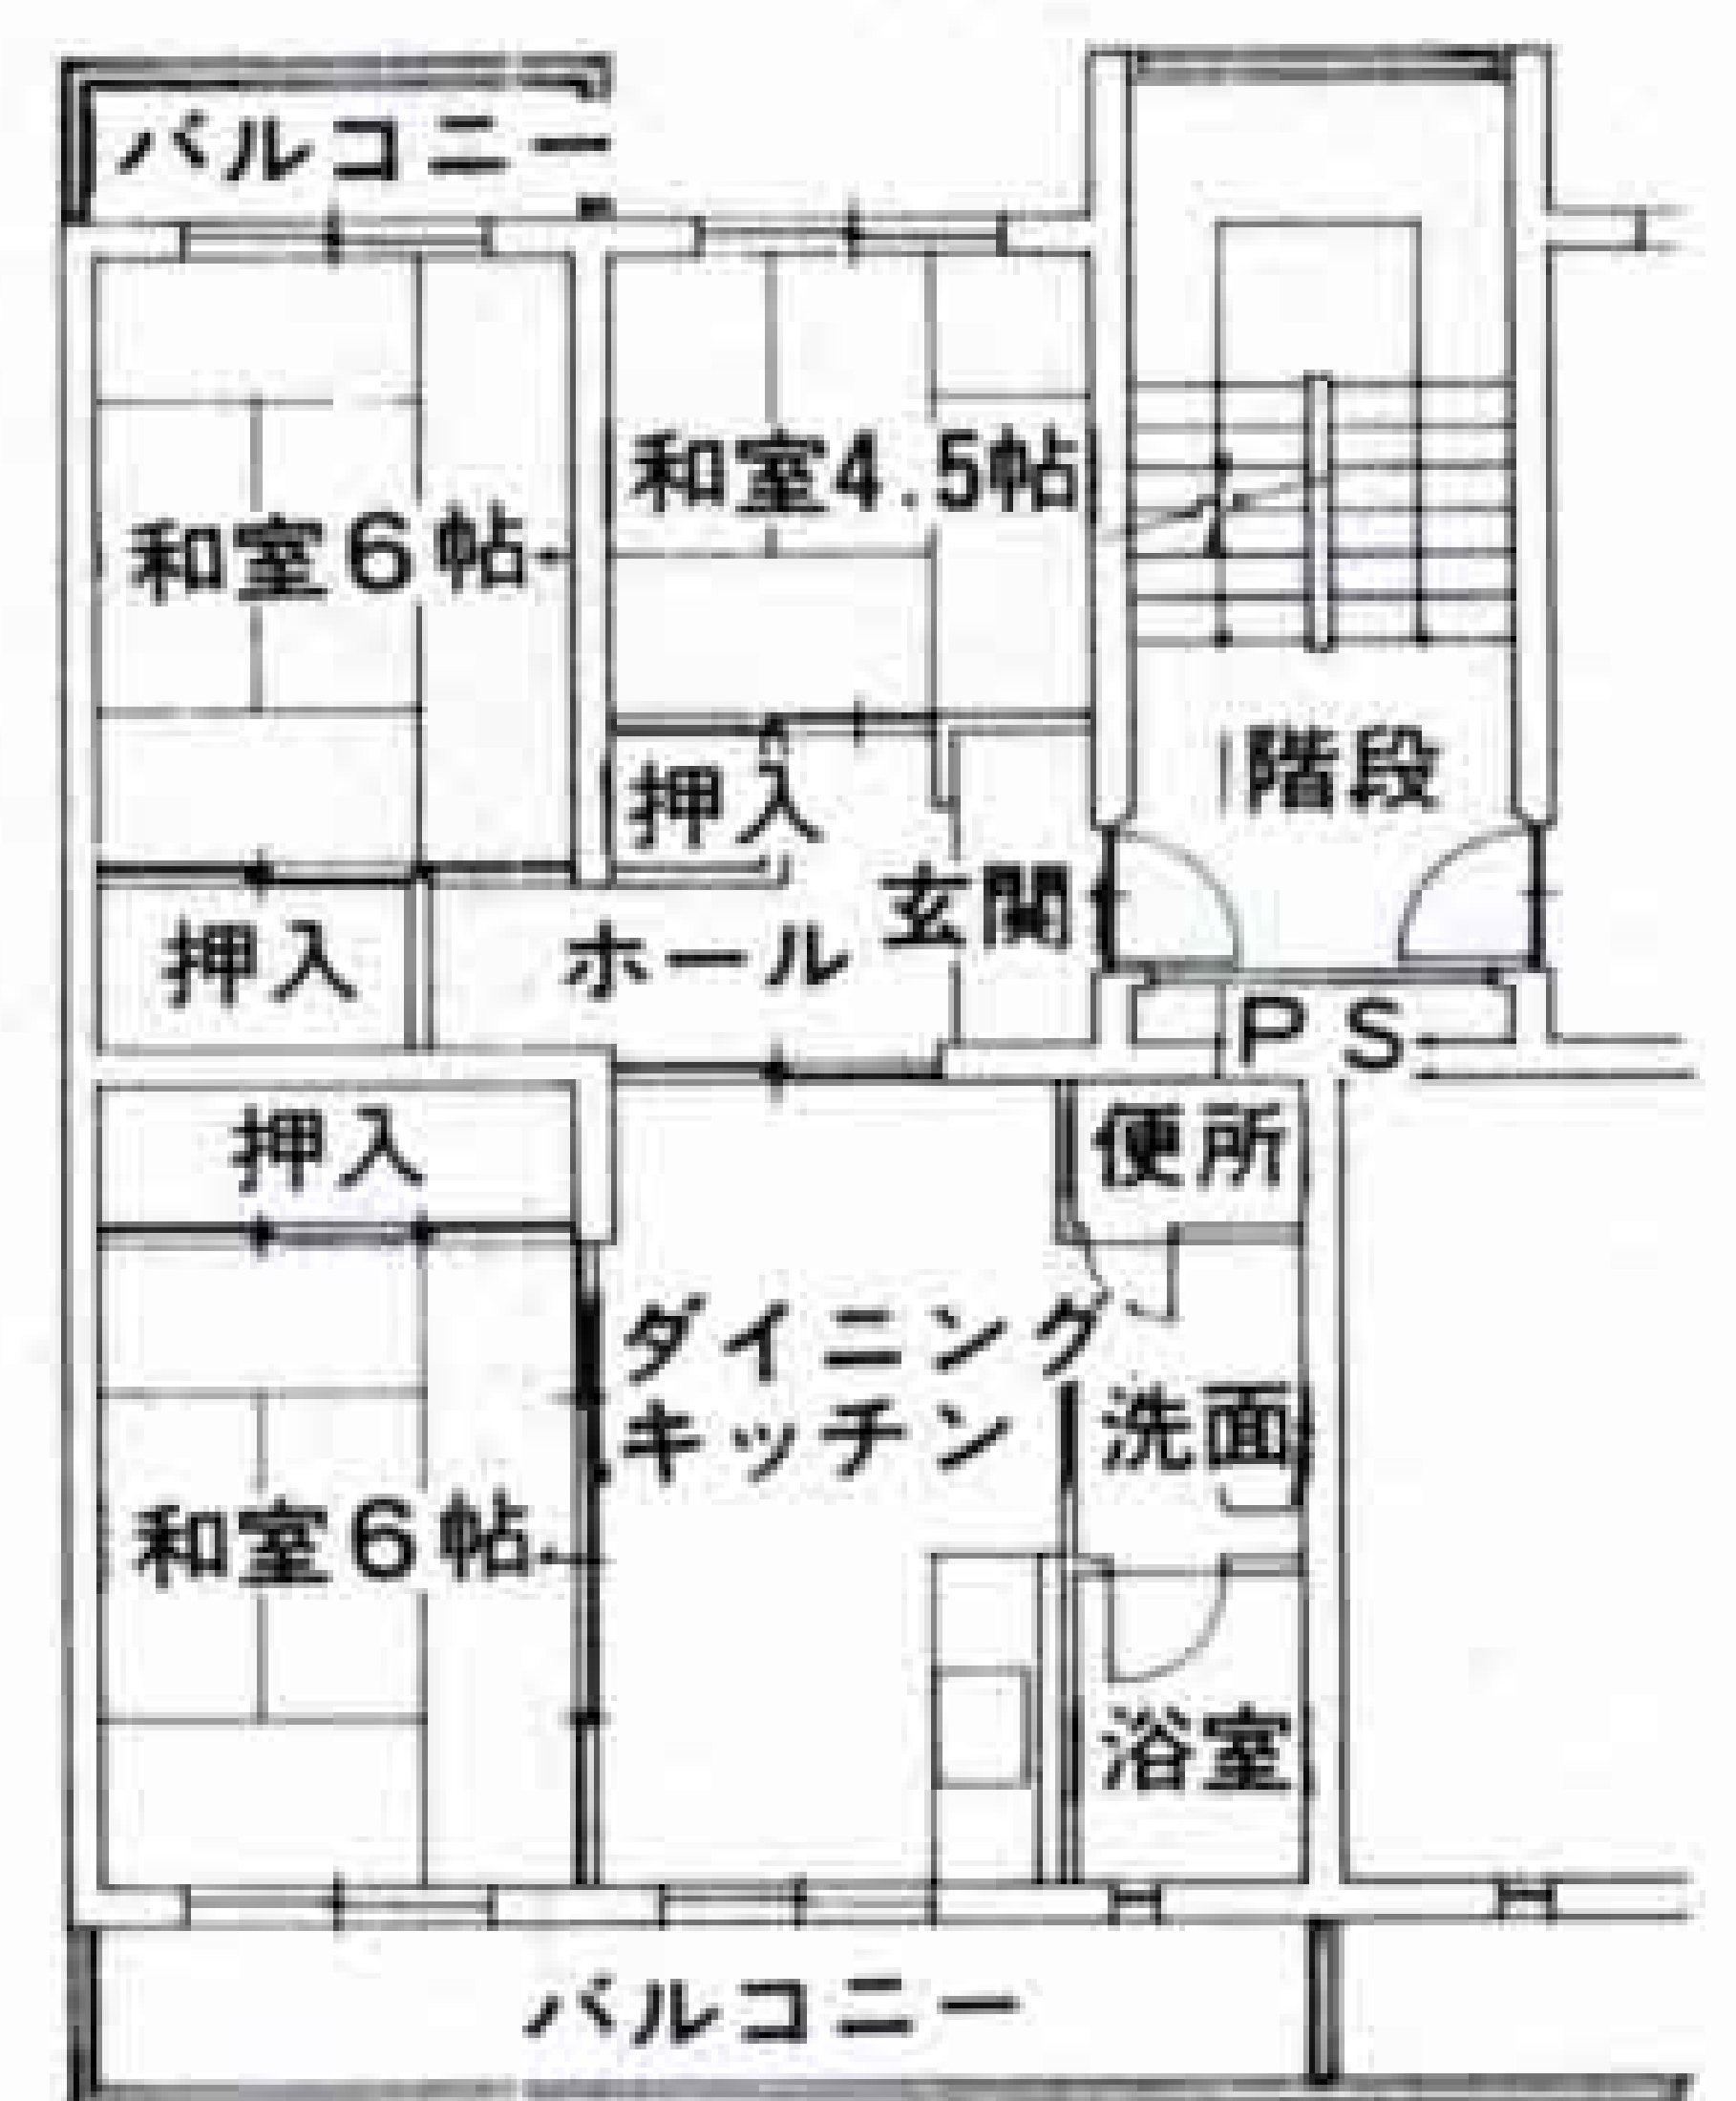 バルコニー
和室6帖
和室4.5帖
階段
押入
玄関
押入
ホール
PS
押入
便所
ダイニング
キッチン
洗面
和室6帖
浴室
バルコニー